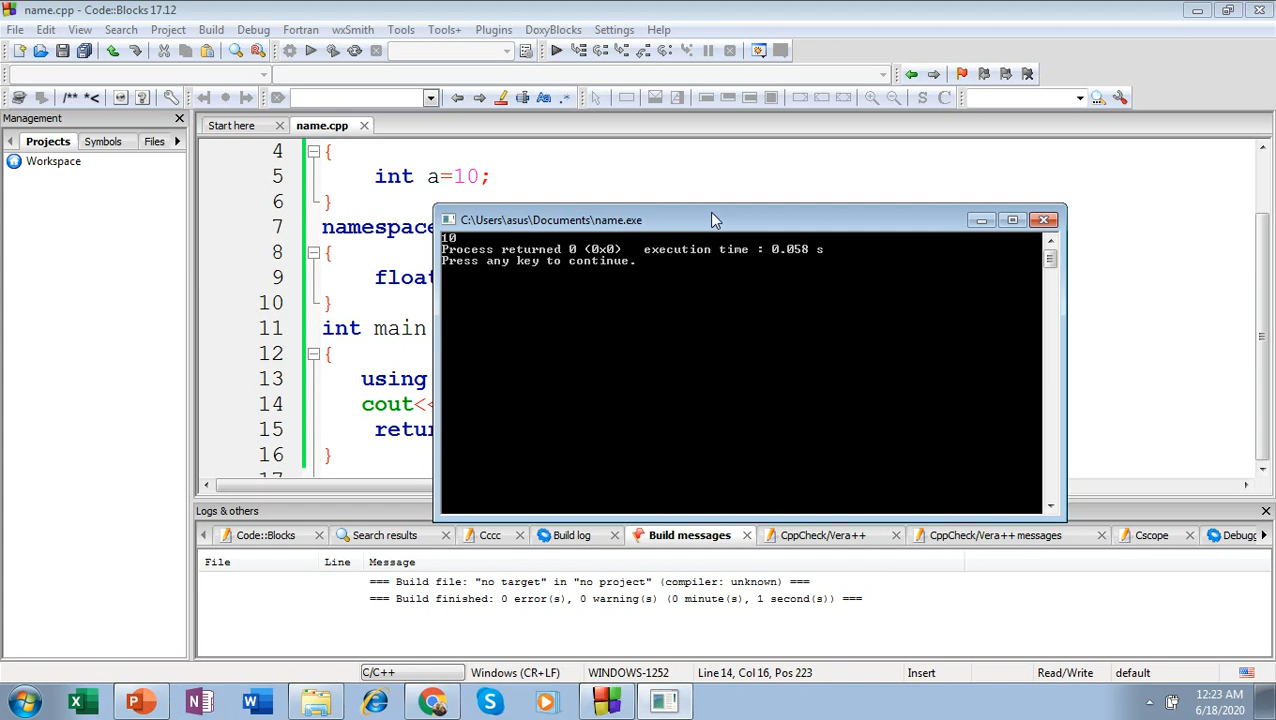 name.cpp - Code::Blocks 17.12
File Edit View Search Project Build Debug Fortran wxSmith Tools Tools+ Plugins DoxyBlocks Settings Help
/** *<
Aa .*
S C
Management
Start here name.cpp
Projects Symbols Files
Workspace
4 {
5 int a=10;
6 }
7 namespace
8 {
9 float
10 }
11 int main
12 {
13 using
14 cout<<
15 retur
16 }
17
C:\Users\asus\Documents\name.exe
10
Process returned 0 (0x0) execution time : 0.058 s
Press any key to continue.
Logs & others
Code::Blocks Search results Cccc Build log Build messages CppCheck/Vera++ CppCheck/Vera++ messages Cscope Debugg
File Line Message
=== Build file: "no target" in "no project" (compiler: unknown) ===
=== Build finished: 0 error(s), 0 warning(s) (0 minute(s), 1 second(s)) ===
C/C++ Windows (CR+LF) WINDOWS-1252 Line 14, Col 16, Pos 223 Insert Read/Write default
12:23 AM
6/18/2020